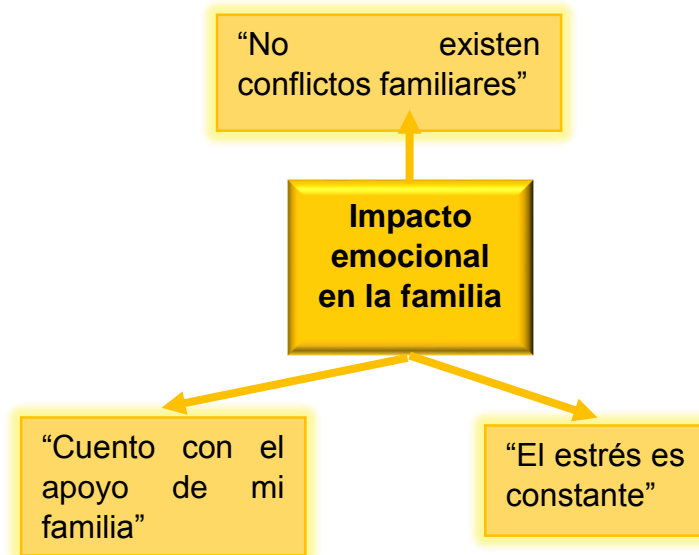 “No existen
conflictos familiares”
Impacto
emocional
en la familia
“Cuento con el
apoyo de mi
familia”
“El estrés es
constante”